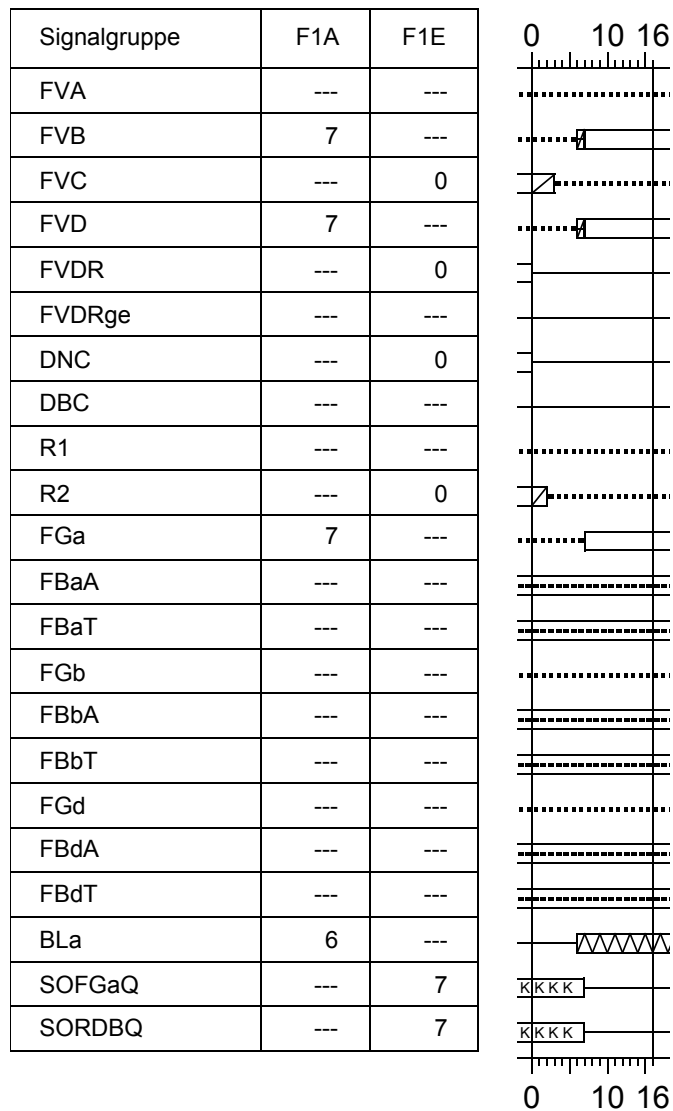 Signalgruppe F1A F1E 0 10 16
FVA --- ---
FVB 7 ---
FVC --- 0
FVD 7 ---
FVDR --- 0
FVDRge --- ---
DNC --- 0
DBC --- ---
R1 --- ---
R2 --- 0
FGa 7 ---
FBaA --- ---
FBaT --- ---
FGb --- ---
FBbA --- ---
FBbT --- ---
FGd --- ---
FBdA --- ---
FBdT --- ---
BLa 6 ---
SOFGaQ --- 7 KKKK
SORDBQ --- 7 KKKK
0 10 16